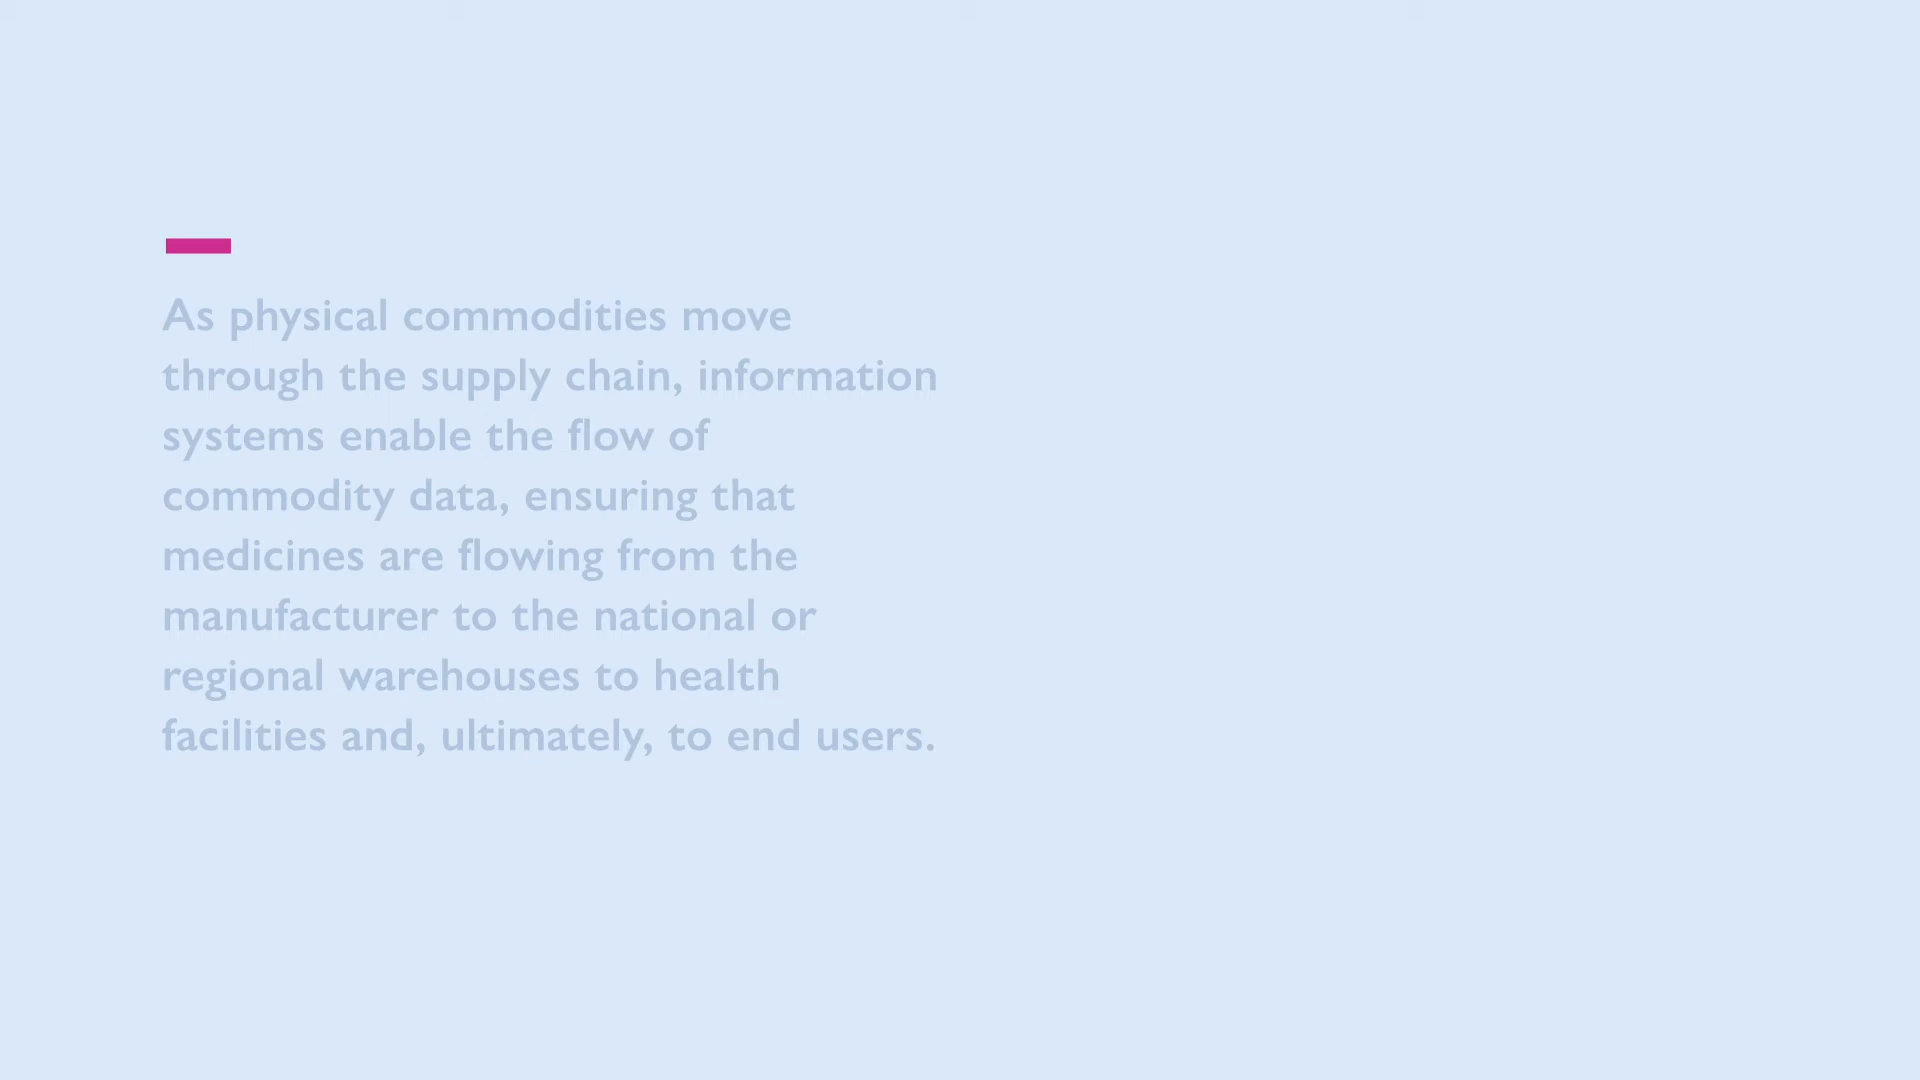 As physical commodities move
through the supply chain, information
systems enable the flow of
commodity data, ensuring that
medicines are flowing from the
manufacturer to the national or
regional warehouses to health
facilities and, ultimately, to end users.